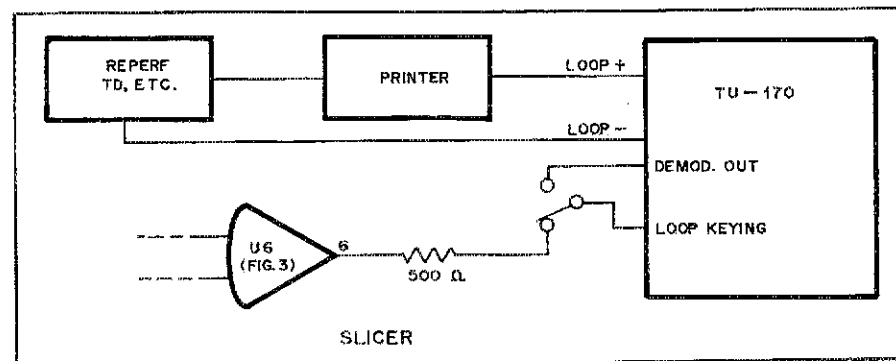 REPERF
TD, ETC.
PRINTER
LOOP +
TU-170
LOOP -
DEMOD. OUT
LOOP KEYING
U6
(FIG. 3)
6
500 Ω
SLICER